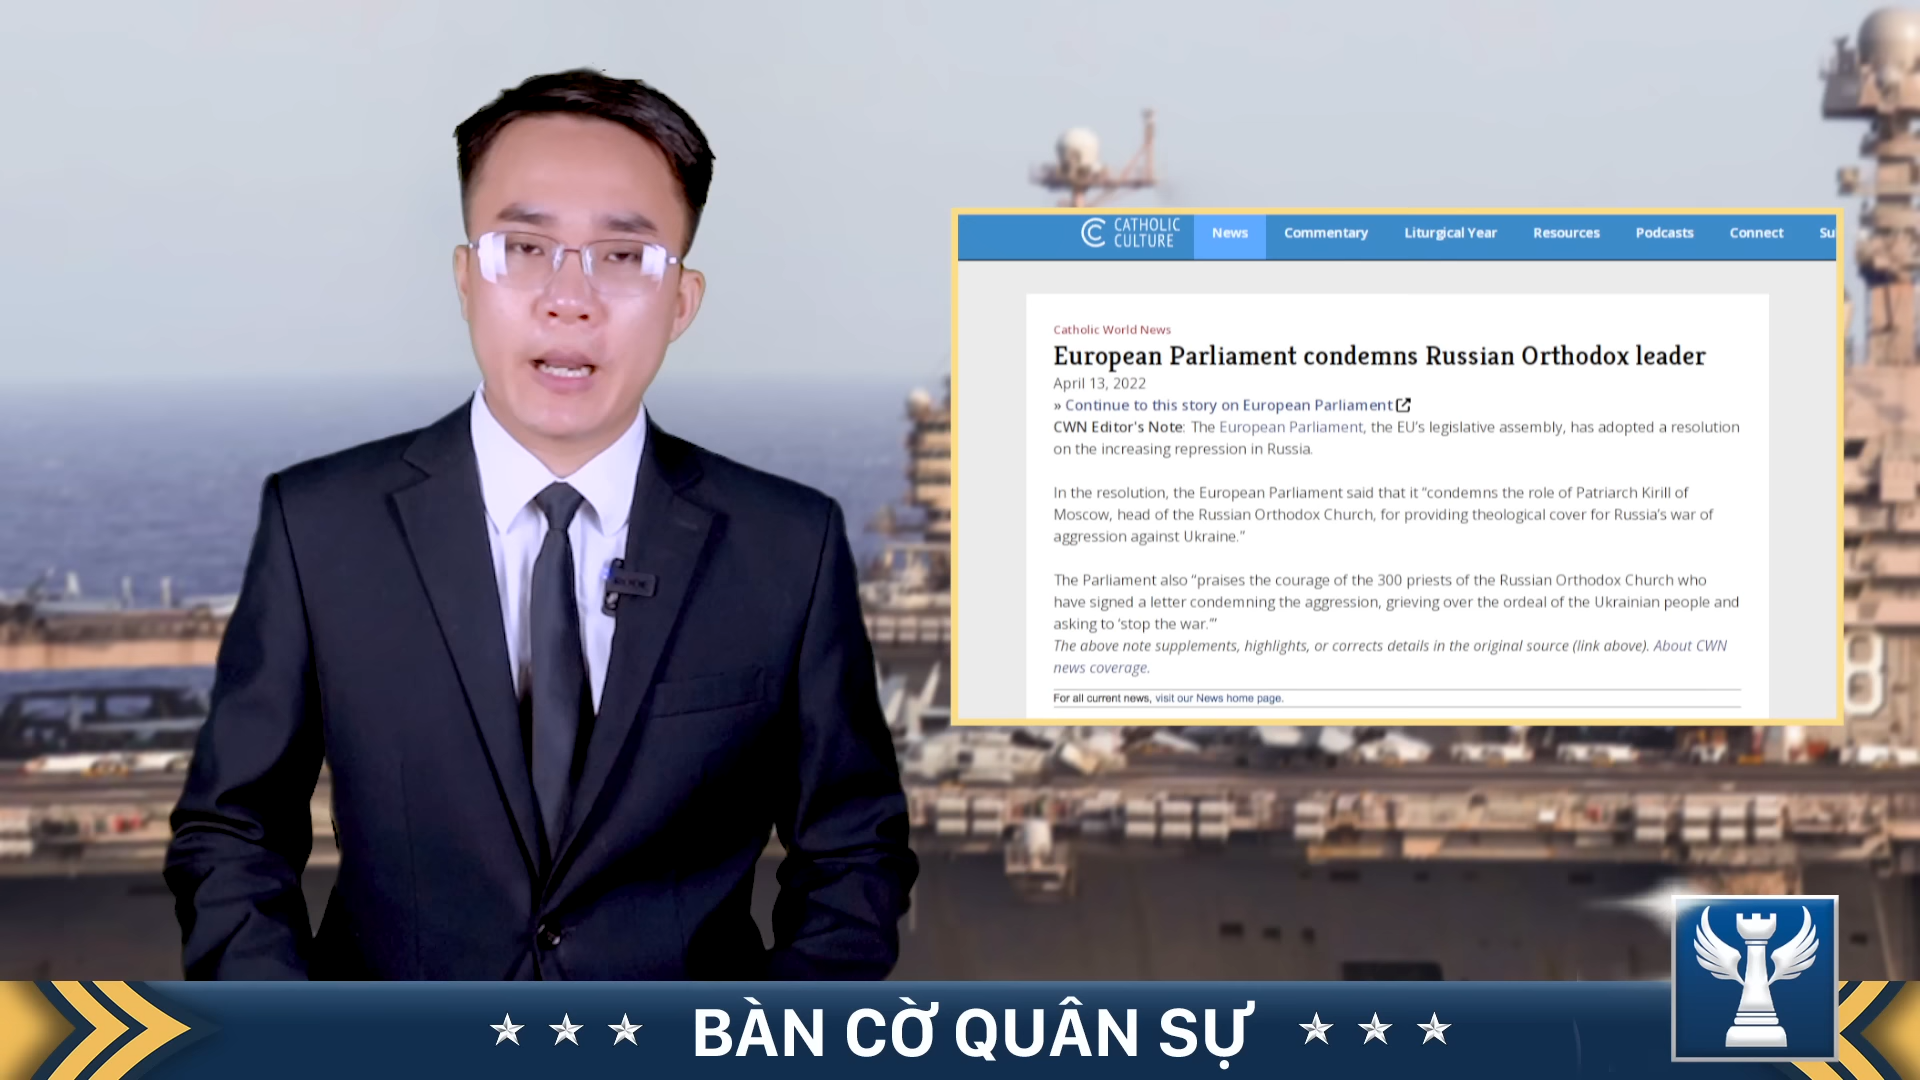 CATHOLIC
CULTURE
News
Commentary
Liturgical Year
Resources
Podcasts
Connect
Su
Catholic World News
European Parliament condemns Russian Orthodox leader
April 13, 2022
» Continue to this story on European Parliament
CWN Editor's Note: The European Parliament, the EU's legislative assembly, has adopted a resolution
on the increasing repression in Russia.
In the resolution, the European Parliament said that it “condemns the role of Patriarch Kirill of
Moscow, head of the Russian Orthodox Church, for providing theological cover for Russia's war of
aggression against Ukraine.”
The Parliament also “praises the courage of the 300 priests of the Russian Orthodox Church who
have signed a letter condemning the aggression, grieving over the ordeal of the Ukrainian people and
asking to ‘stop the war.’”
The above note supplements, highlights, or corrects details in the original source (link above). About CWN
news coverage.
For all current news, visit our News home page.
8
BÀN CỜ QUÂN SỰ